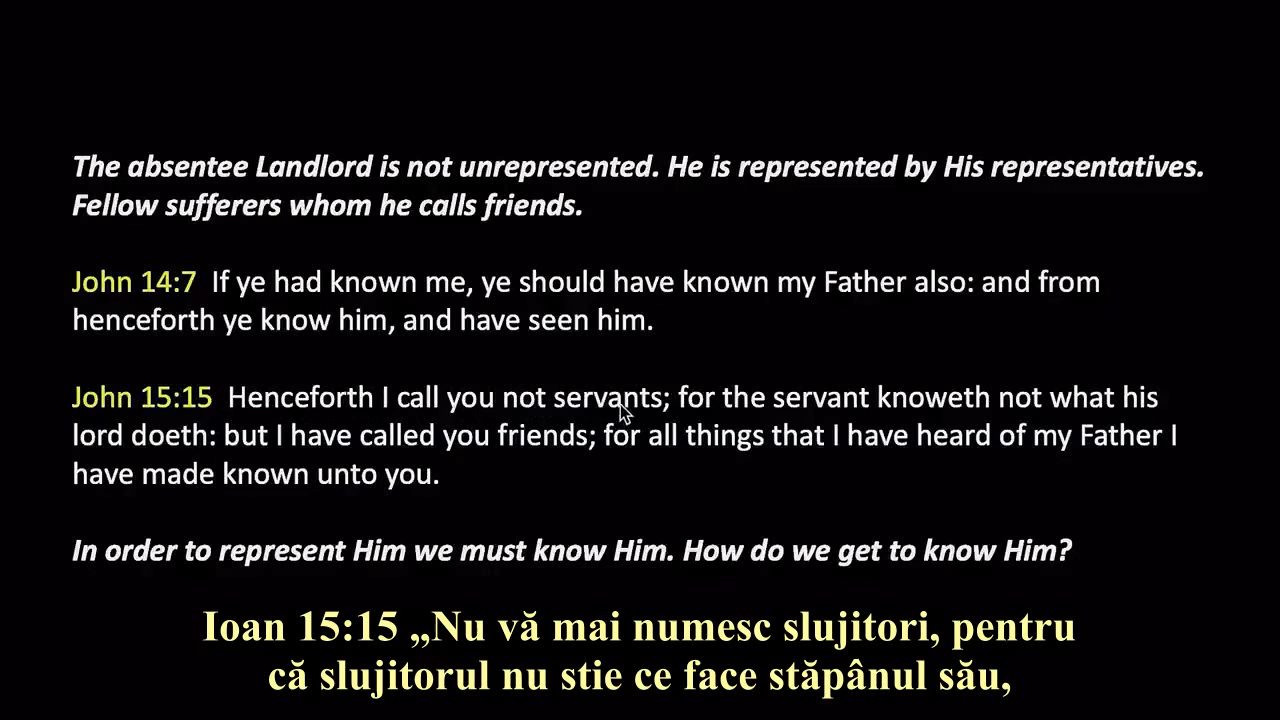 The absentee Landlord is not unrepresented. He is represented by His representatives.
Fellow sufferers whom he calls friends.
John 14:7 If ye had known me, ye should have known my Father also: and from
henceforth ye know him, and have seen him.
John 15:15 Henceforth I call you not servants; for the servant knoweth not what his
lord doeth: but I have called you friends; for all things that I have heard of my Father I
have made known unto you.
In order to represent Him we must know Him. How do we get to know Him?
Ioan 15:15 „Nu vă mai numesc slujitori, pentru
că slujitorul nu stie ce face stăpânul său,